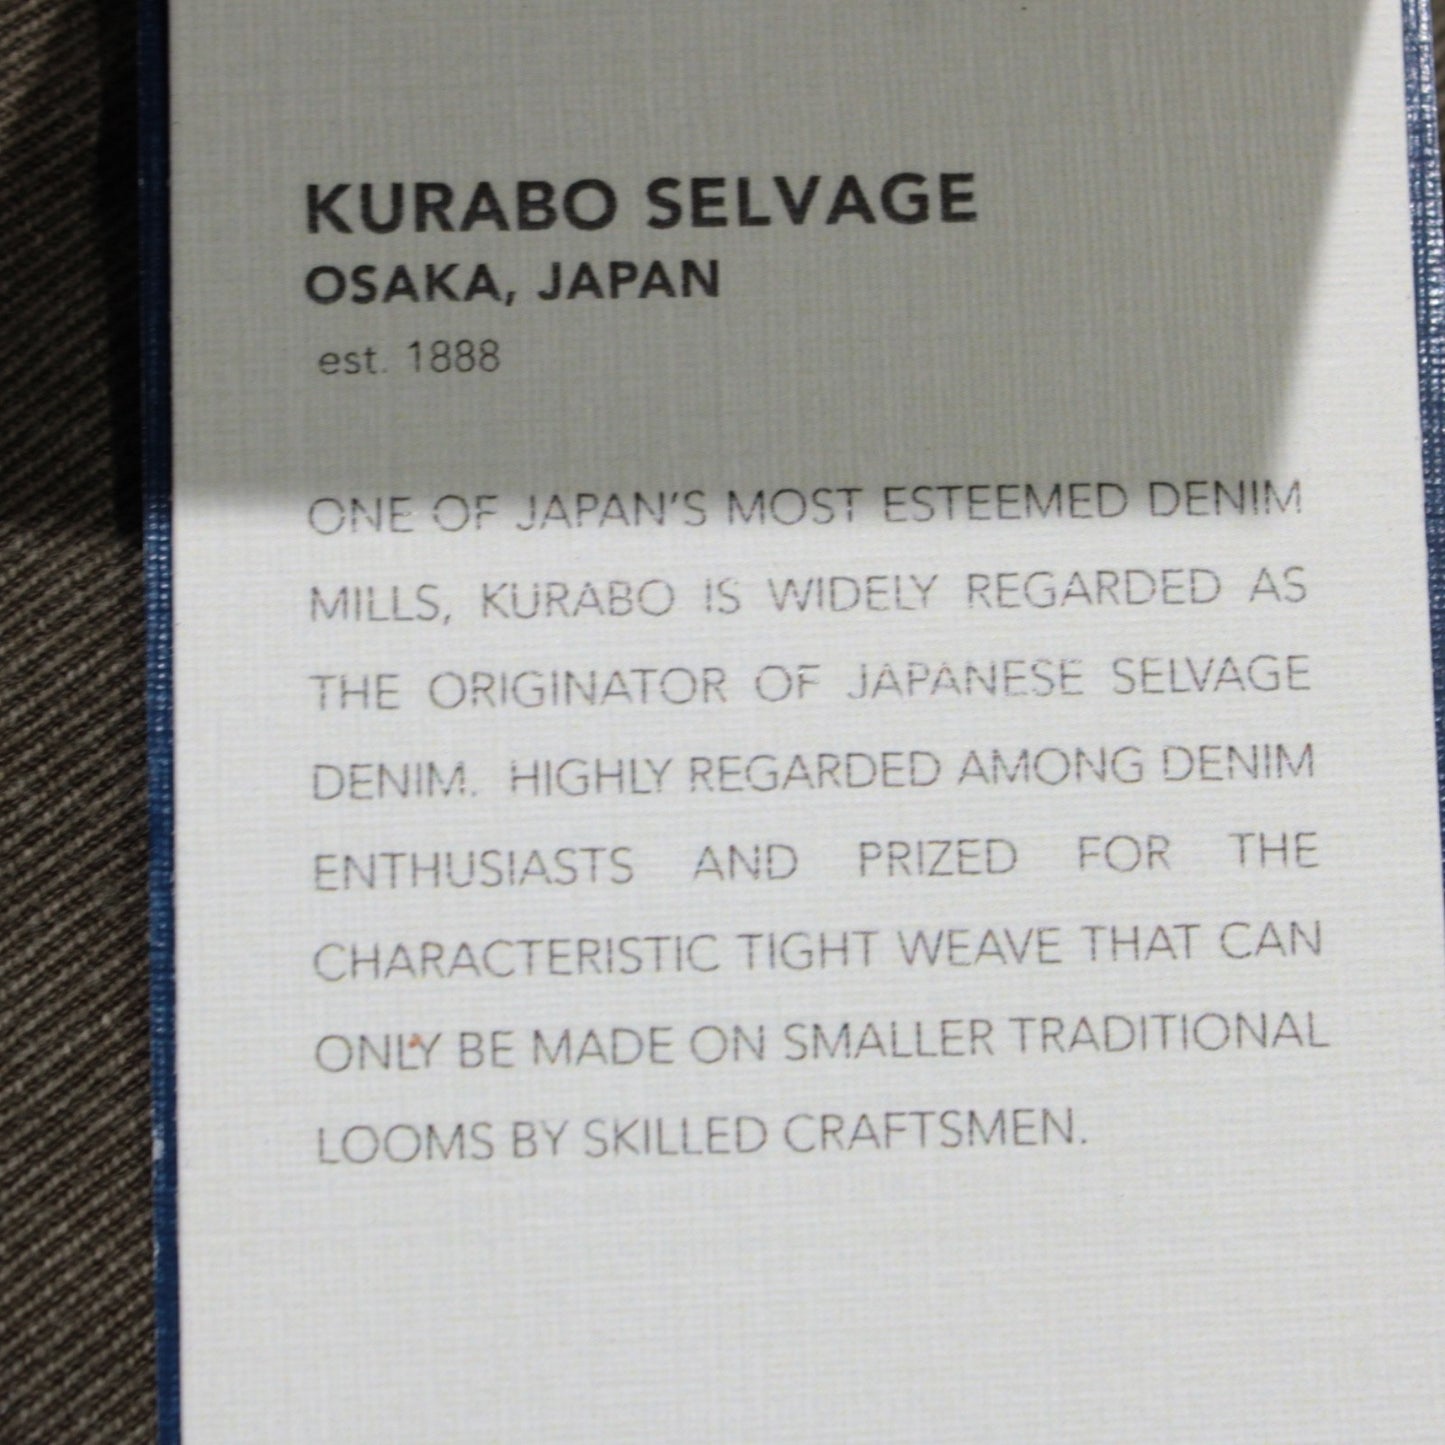 KURABO SELVAGE
OSAKA, JAPAN
est. 1888
ONE OF JAPAN'S MOST ESTEEMED DENIM
MILLS, KURABO IS WIDELY REGARDED AS
THE ORIGINATOR OF JAPANESE SELVAGE
DENIM. HIGHLY REGARDED AMONG DENIM
ENTHUSIASTS AND PRIZED FOR THE
CHARACTERISTIC TIGHT WEAVE THAT CAN
ONLY BE MADE ON SMALLER TRADITIONAL
LOOMS BY SKILLED CRAFTSMEN.